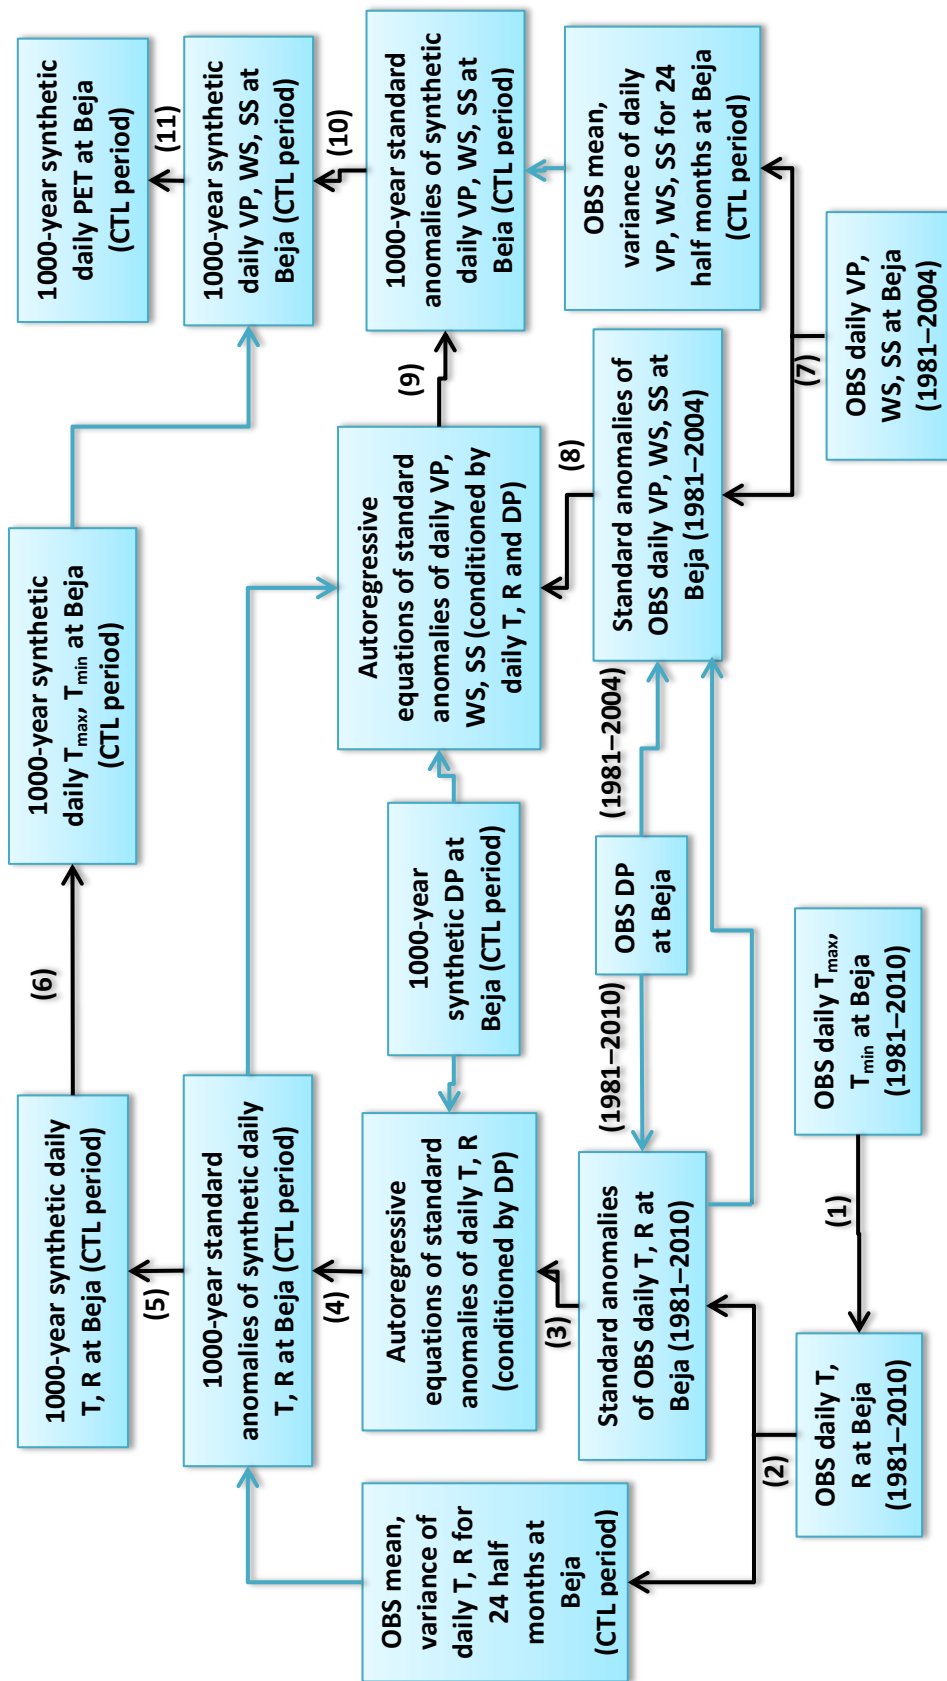 1000-year synthetic daily
T, R at Beja (CTL period)
(6)
1000-year synthetic
daily Tmax, Tmin at Beja
(CTL period)
1000-year synthetic
daily PET at Beja
(CTL period)
(5)
(11)
1000-year standard
anomalies of synthetic daily
T, R at Beja (CTL period)
1000-year synthetic
daily VP, WS, SS at
Beja (CTL period)
(4)
(10)
OBS mean,
variance of
daily T, R for
24 half
months at
Beja
(CTL period)
Autoregressive
equations of standard
anomalies of daily T, R
(conditioned by DP)
1000-year
synthetic DP at
Beja (CTL period)
Autoregressive
equations of standard
anomalies of daily VP,
WS, SS (conditioned by
daily T, R and DP)
(9)
1000-year standard
anomalies of synthetic
daily VP, WS, SS at
Beja (CTL period)
(3)
(8)
Standard anomalies
of OBS daily T, R at
Beja (1981–2010)
(1981–2010)
OBS DP
at Beja
(1981–2004)
Standard anomalies of
OBS daily VP, WS, SS at
Beja (1981–2004)
OBS mean,
variance of daily
VP, WS, SS for 24
half months at Beja
(CTL period)
(2)
(7)
OBS daily T,
R at Beja
(1981–2010)
(1)
OBS daily Tmax,
Tmin at Beja
(1981–2010)
OBS daily VP,
WS, SS at Beja
(1981–2004)